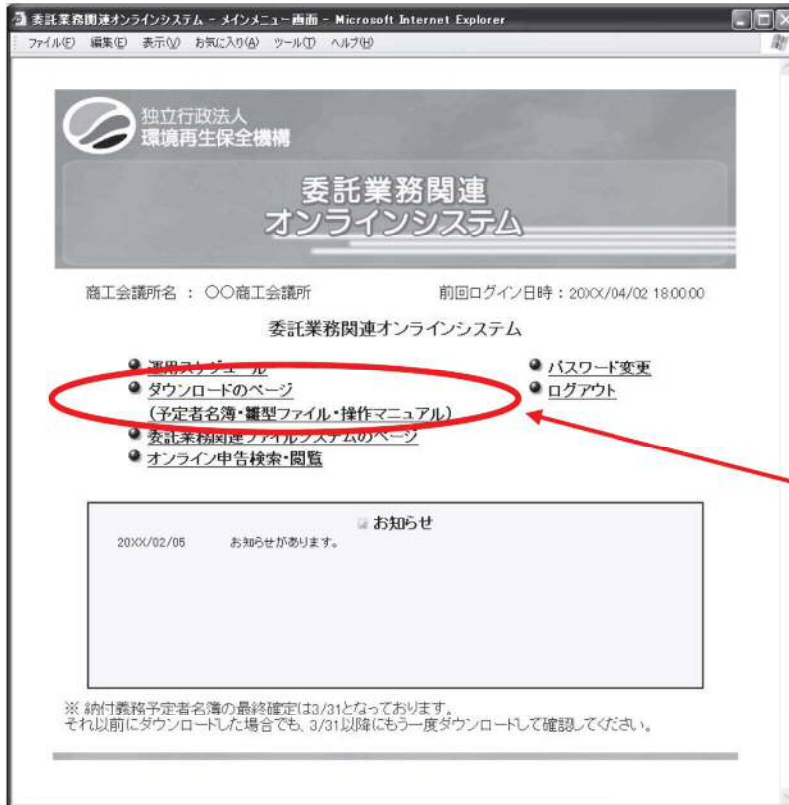 委託業務関連オンラインシステム - メインメニュー画面 - Microsoft Internet Explorer
ファイル(F) 編集(E) 表示(V) お気に入り(A) ツール(T) ヘルプ(H)
独立行政法人
環境再生保全機構
委託業務関連
オンラインシステム
商工会議所名 : 〇〇商工会議所 前回ログイン日時:20XX/04/02 18:00:00
委託業務関連オンラインシステム
運用スケジュール パスワード変更
ダウンロードのページ ログアウト
(予定者名簿・雛型ファイル・操作マニュアル)
委託業務関連ファイルシステムのページ
オンライン申告検索・閲覧
お知らせ
20XX/02/05 お知らせがあります。
※ 納付義務予定者名簿の最終確定は3/31となっております。
それ以前にダウンロードした場合でも、3/31以降にもう一度ダウンロードして確認してください。